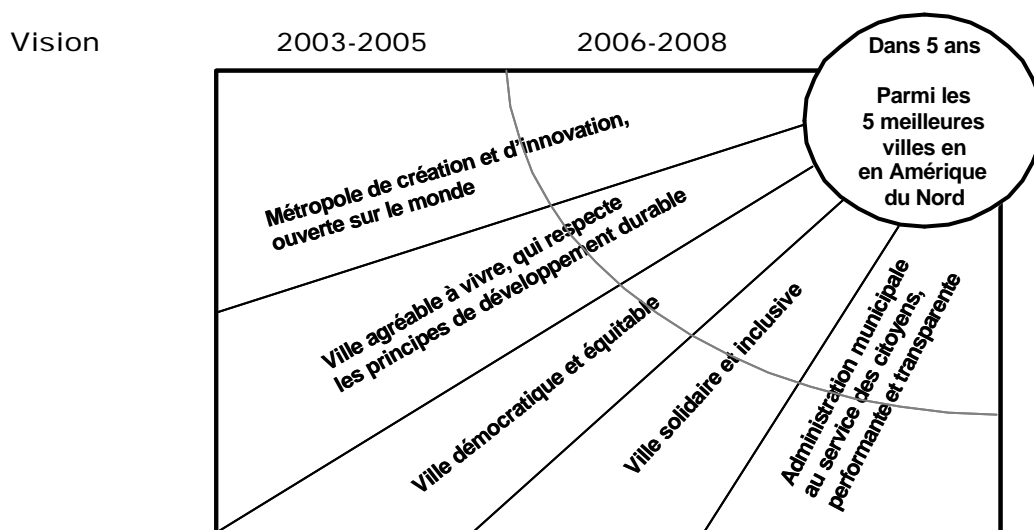 Vision 2003-2005 2006-2008
Dans 5 ans
Parmi les
5 meilleures
villes en
en Amérique
du Nord
Métropole de création et d'innovation,
ouverte sur le monde
Ville agréable à vivre, qui respecte
les principes de développement durable
Ville démocratique et équitable
Ville solidaire et inclusive
Administration municipale
au service des citoyens,
performante et transparente